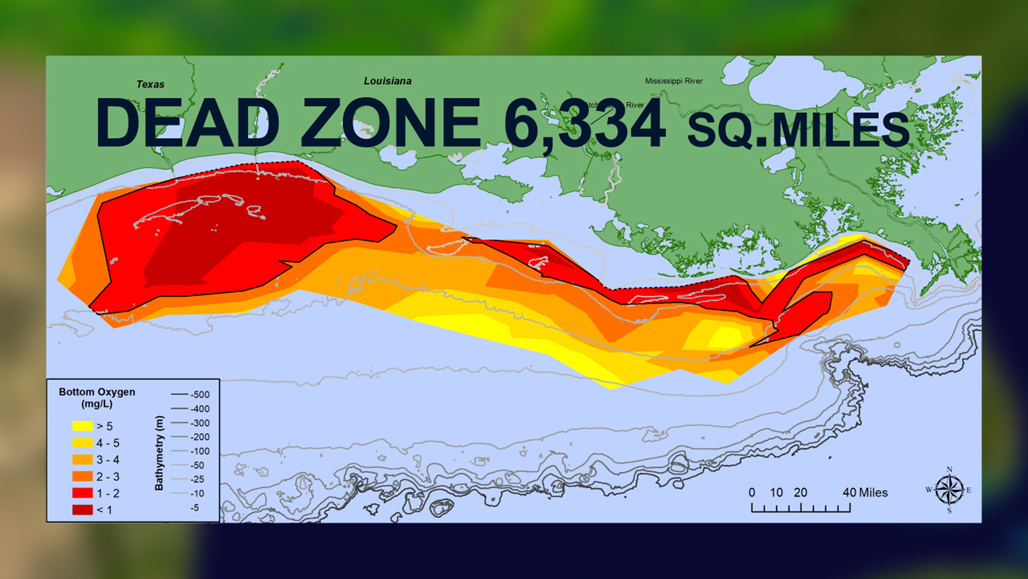 Texas
Louisiana
Mississippi River
River
DEAD ZONE 6,334 SQ.MILES
Bottom Oxygen
(mg/L)
> 5
4 - 5
3 - 4
2 - 3
1 - 2
< 1
Bathymetry (m)
-500
-400
-300
-200
-100
-50
-25
-10
-5
0 10 20 40 Miles
N
W E
S